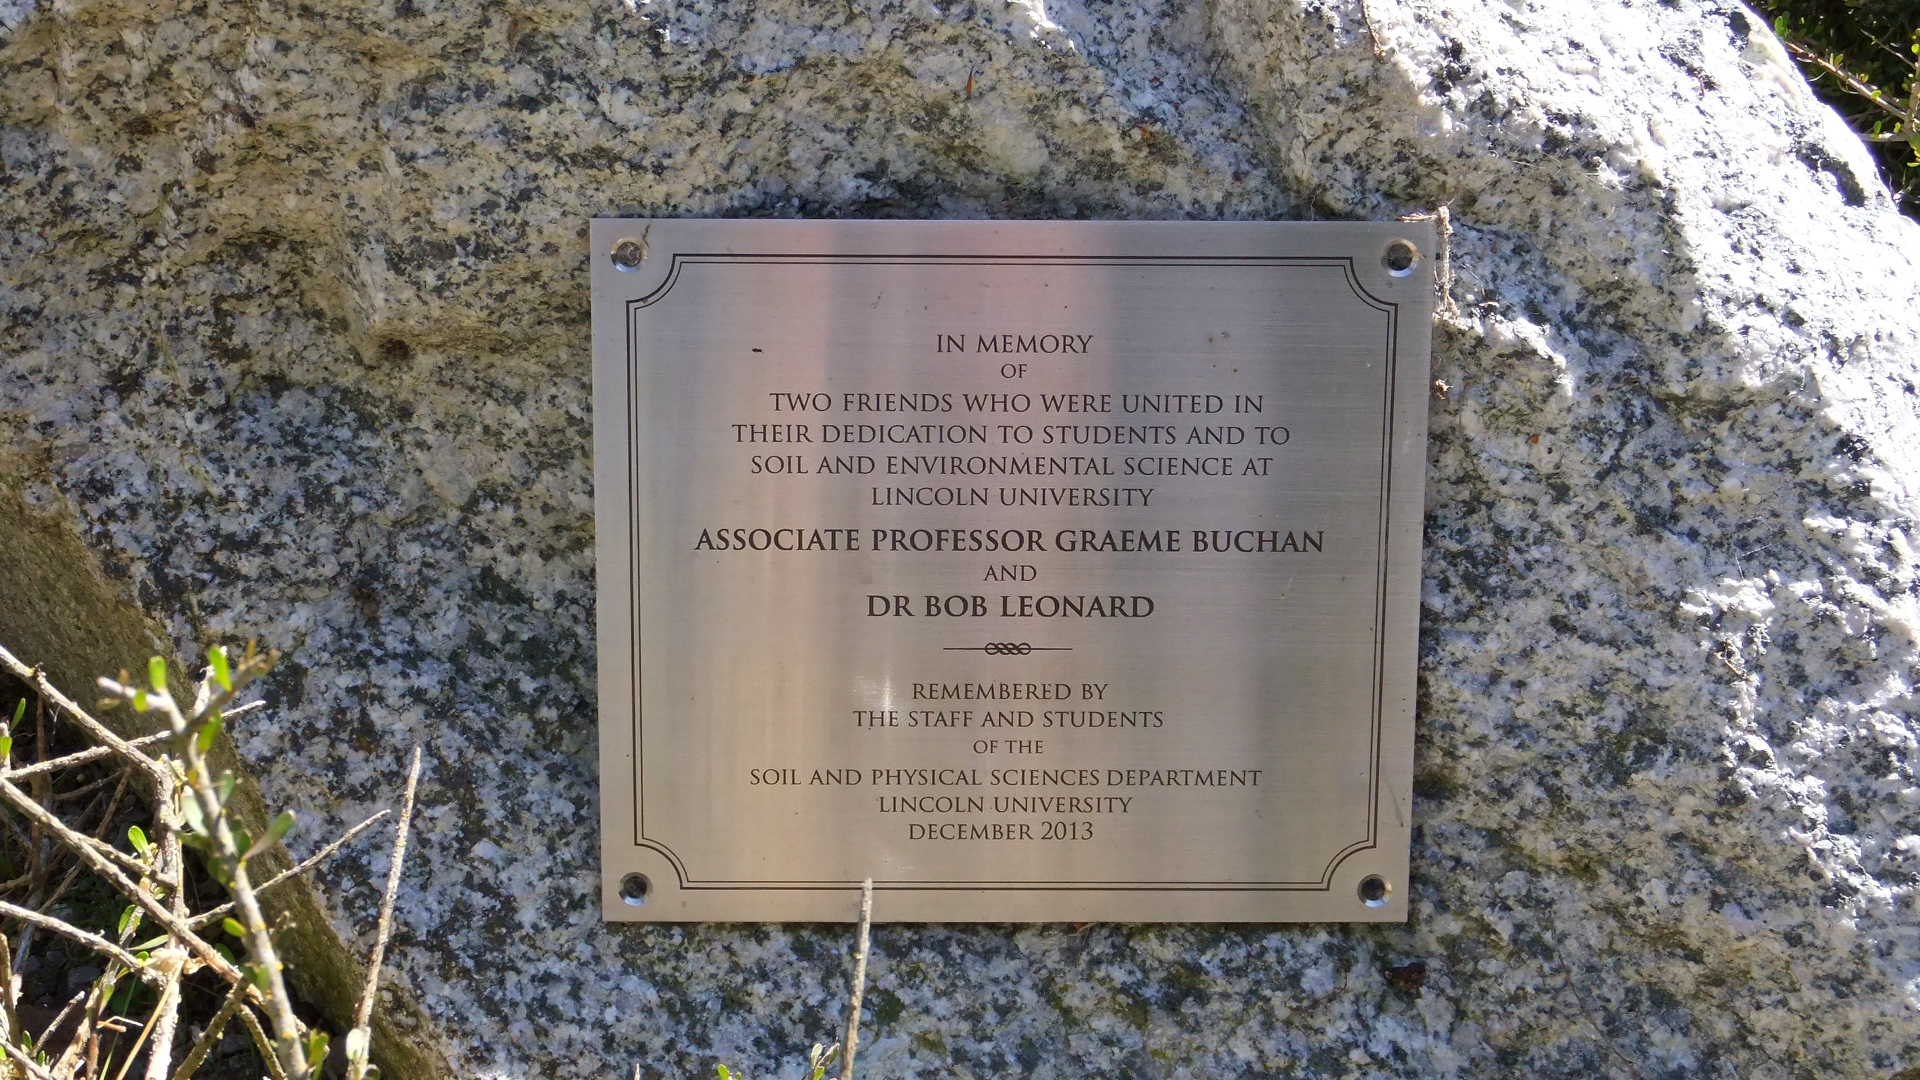 IN MEMORY
OF
TWO FRIENDS WHO WERE UNITED IN
THEIR DEDICATION TO STUDENTS AND TO
SOIL AND ENVIRONMENTAL SCIENCE AT
LINCOLN UNIVERSITY
ASSOCIATE PROFESSOR GRAEME BUCHAN
AND
DR BOB LEONARD
REMEMBERED BY
THE STAFF AND STUDENTS
OF THE
SOIL AND PHYSICAL SCIENCES DEPARTMENT
LINCOLN UNIVERSITY
DECEMBER 2013